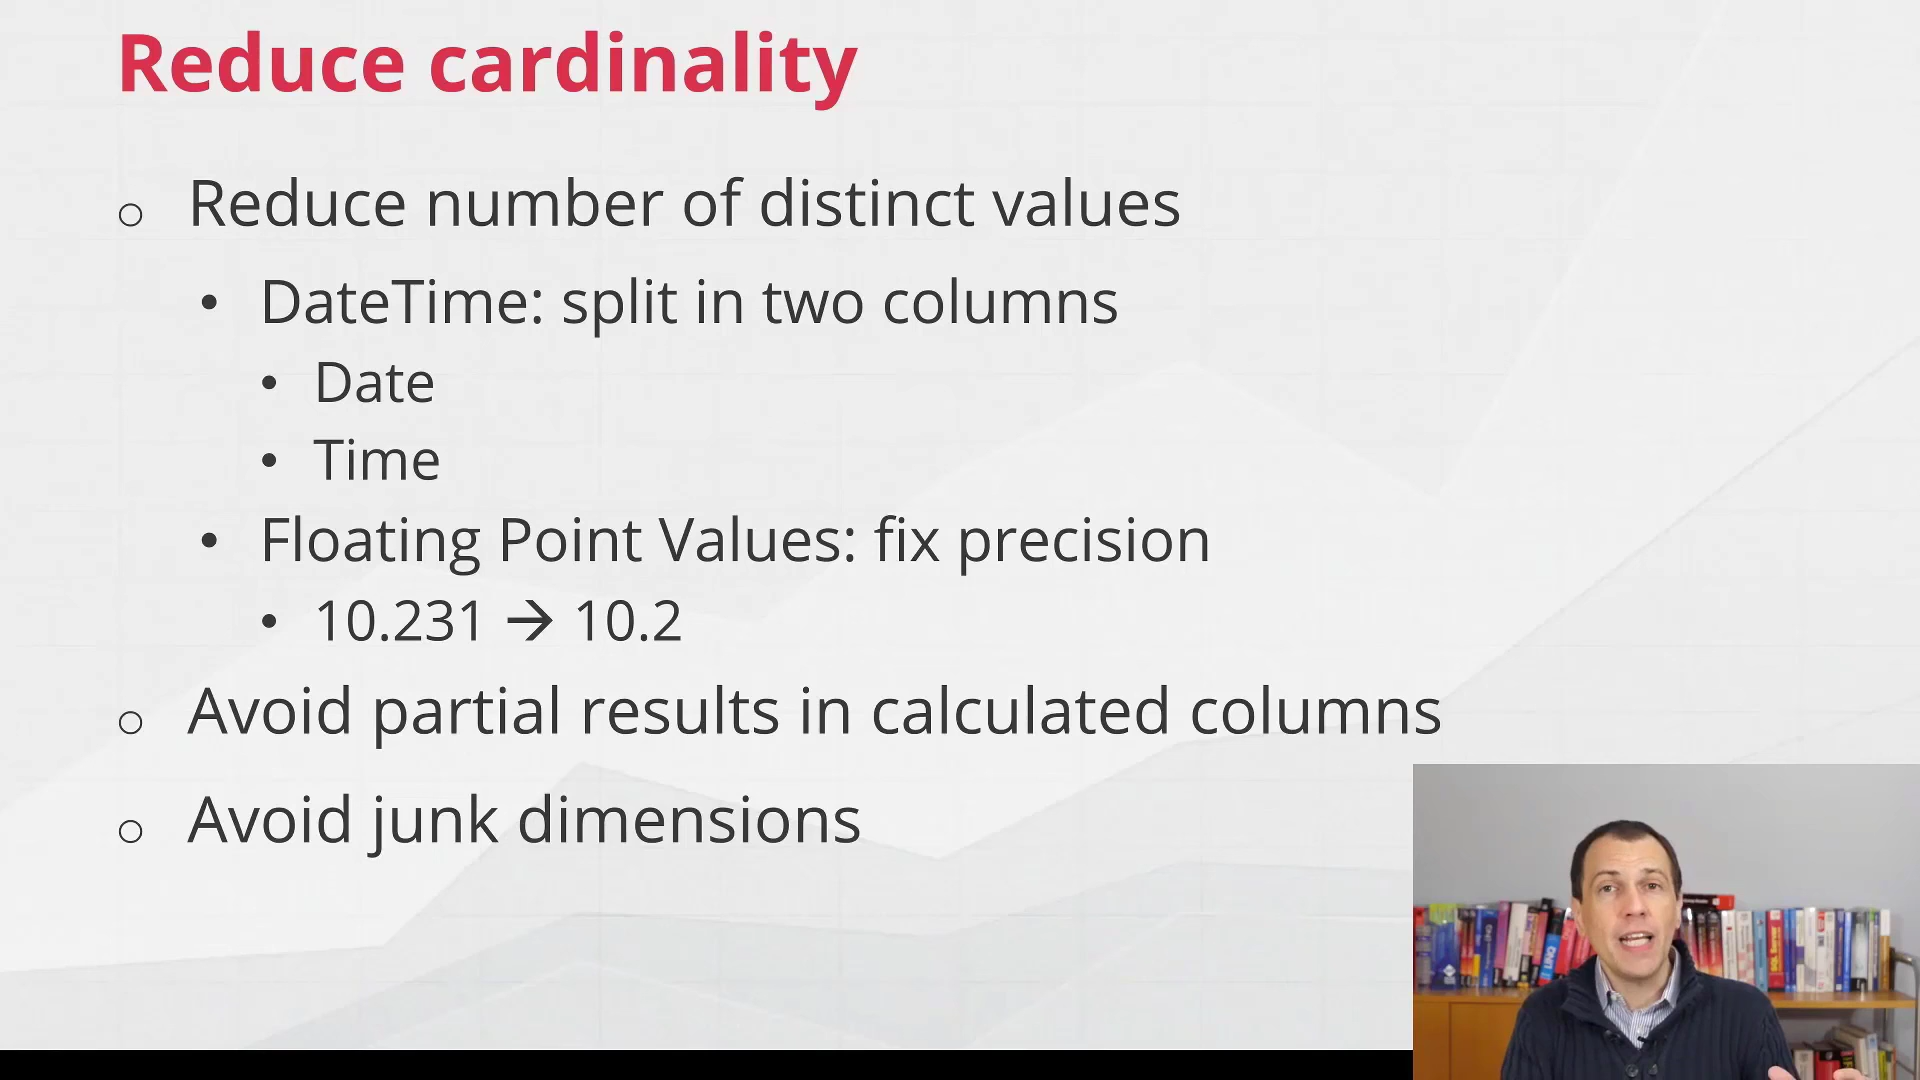 Reduce cardinality
○ Reduce number of distinct values
• DateTime: split in two columns
• Date
• Time
• Floating Point Values: fix precision
• 10.231 → 10.2
○ Avoid partial results in calculated columns
○ Avoid junk dimensions